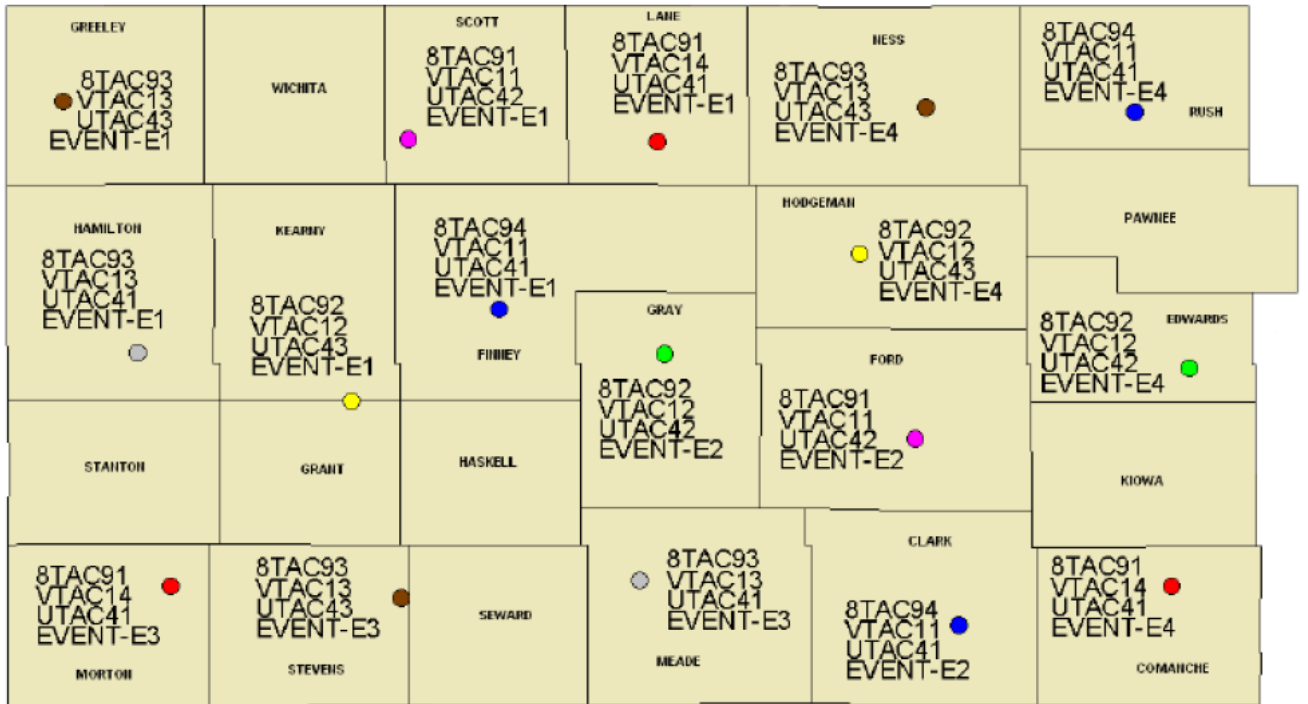 GREELEY
8TAC93
VTAC13
UTAC43
EVENT-E1
WICHITA
SCOTT
8TAC91
VTAC11
UTAC42
EVENT-E1
LANE
8TAC91
VTAC14
UTAC41
EVENT-E1
NESS
8TAC93
VTAC13
UTAC43
EVENT-E4
8TAC94
VTAC11
UTAC41
EVENT-E4
RUSH
HAMILTON
8TAC93
VTAC13
UTAC41
EVENT-E1
KEARNY
8TAC92
VTAC12
UTAC43
EVENT-E1
8TAC94
VTAC11
UTAC41
EVENT-E1
FINNEY
GRAY
8TAC92
VTAC12
UTAC42
EVENT-E2
HODGEMAN
8TAC92
VTAC12
UTAC43
EVENT-E4
PAWNEE
FORD
8TAC91
VTAC11
UTAC42
EVENT-E2
EDWARDS
8TAC92
VTAC12
UTAC42
EVENT-E4
STANTON
GRANT
HASKELL
KIOWA
8TAC91
VTAC14
UTAC41
EVENT-E3
MORTON
8TAC93
VTAC13
UTAC43
EVENT-E3
STEVENS
SEWARD
8TAC93
VTAC13
UTAC41
EVENT-E3
MEADE
CLARK
8TAC94
VTAC11
UTAC41
EVENT-E2
8TAC91
VTAC14
UTAC41
EVENT-E4
COMANCHE